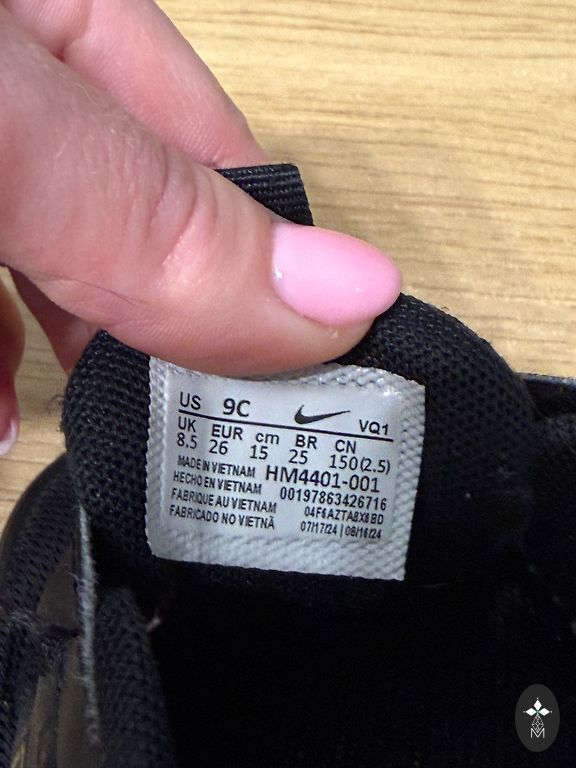 US 9C VQ1
UK EUR cm BR CN
8.5 26 15 25 150(2.5)
MADE IN VIETNAM HM4401-001
HECHO EN VIETNAM 00197863426716
FABRIQUE AU VIETNAM 04F6AZTA8X6BD
FABRICADO NO VIETNÃ 07/17/24 | 08/16/24
M